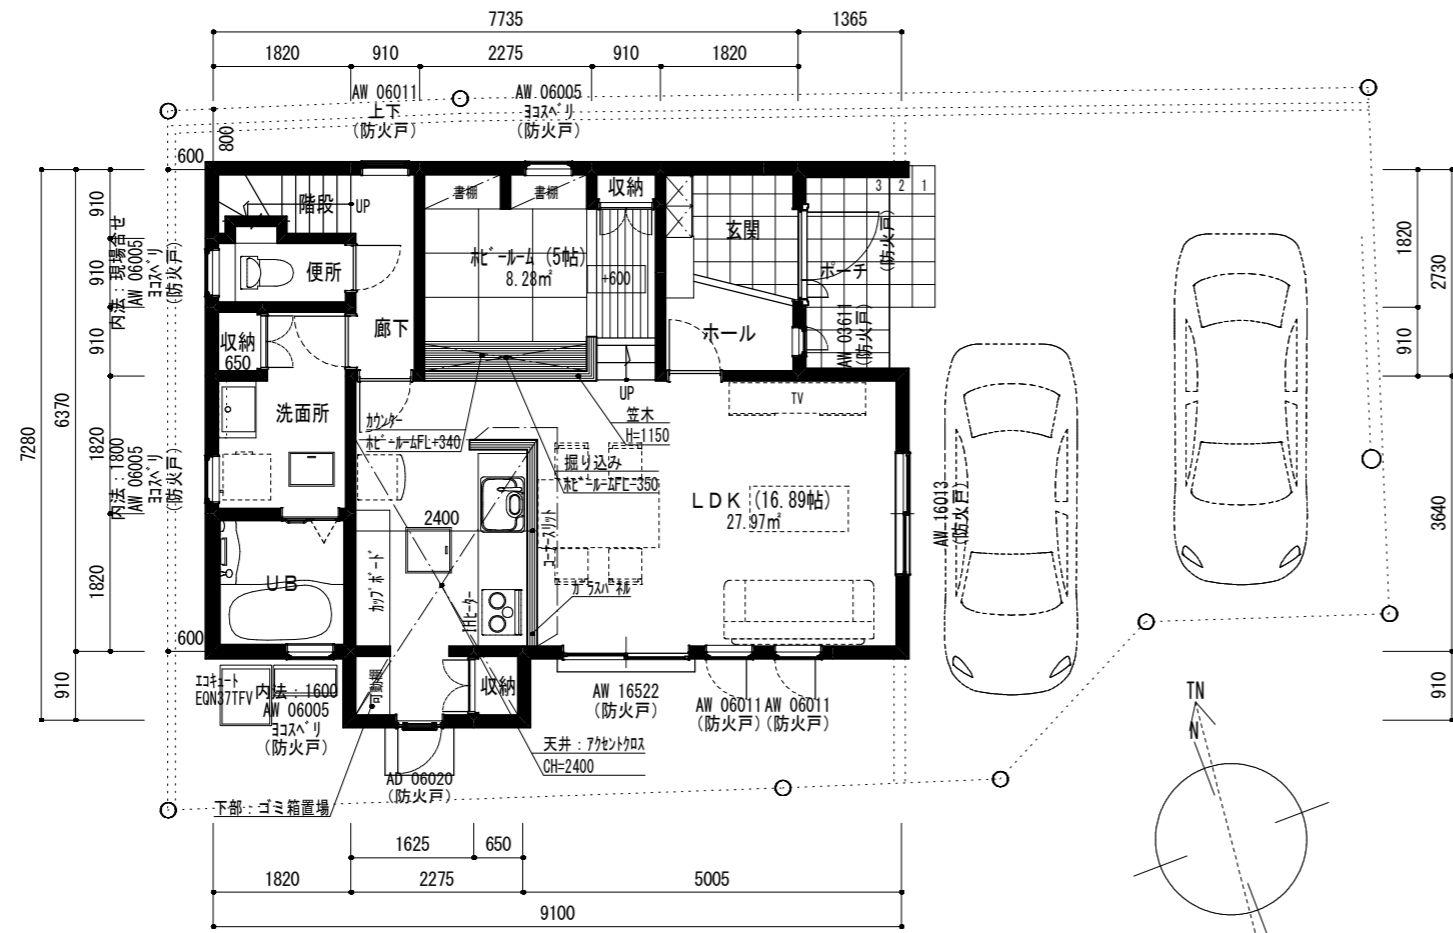 7735
1365
1820
910
2275
910
1820
AW 06011
上下
(防火戸)
AW 06005
ヨコスベリ
(防火戸)
800
600
910
910
910
1820
1820
910
6370
7280
内法：現場合せ
AW 06005
ヨコスベリ
(防火戸)
内法：1800
AW 06005
ヨコスベリ
(防火戸)
600
階段
UP
書棚
書棚
収納
玄関
3
2
1
ポーチ
(防火戸)
AW 03611
(防火戸)
便所
ホビールーム (5帖)
8.28㎡
+600
廊下
ホール
収納
650
洗面所
UP
TV
カウンター
ホビールームFL+340
笠木
H=1150
掘り込み
ホビールームFL-350
LDK (16.89帖)
27.97㎡
AW 16013
(防火戸)
2400
コーナースリット
カップボード
IHヒーター
ガラスパネル
UB
エコキュート
EQN37TFV
内法：1600
AW 06005
ヨコスベリ
(防火戸)
可動棚
収納
AW 16522
(防火戸)
AW 06011
(防火戸)
AW 06011
(防火戸)
天井：アクセントクロス
CH=2400
AD 06020
(防火戸)
下部：ゴミ箱置場
1625
650
1820
2275
5005
9100
1820
910
2730
3640
910
TN
N